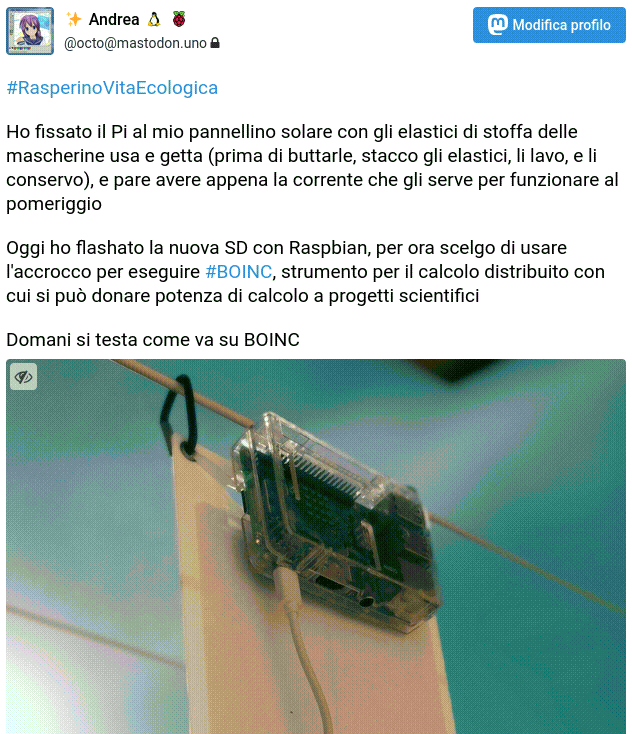 ✨ Andrea 🐧 🍓
@octo@mastodon.uno 🔒
Modifica profilo
#RasperinoVitaEcologica
Ho fissato il Pi al mio pannellino solare con gli elastici di stoffa delle
mascherine usa e getta (prima di buttarle, stacco gli elastici, li lavo, e li
conservo), e pare avere appena la corrente che gli serve per funzionare al
pomeriggio
Oggi ho flashato la nuova SD con Raspbian, per ora scelgo di usare
l'accrocco per eseguire #BOINC, strumento per il calcolo distribuito con
cui si può donare potenza di calcolo a progetti scientifici
Domani si testa come va su BOINC